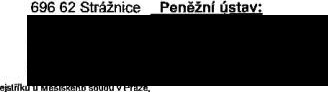 696 62 Strážnice Peněžní ústav:
ejstříku u Městského soudu v Praze,